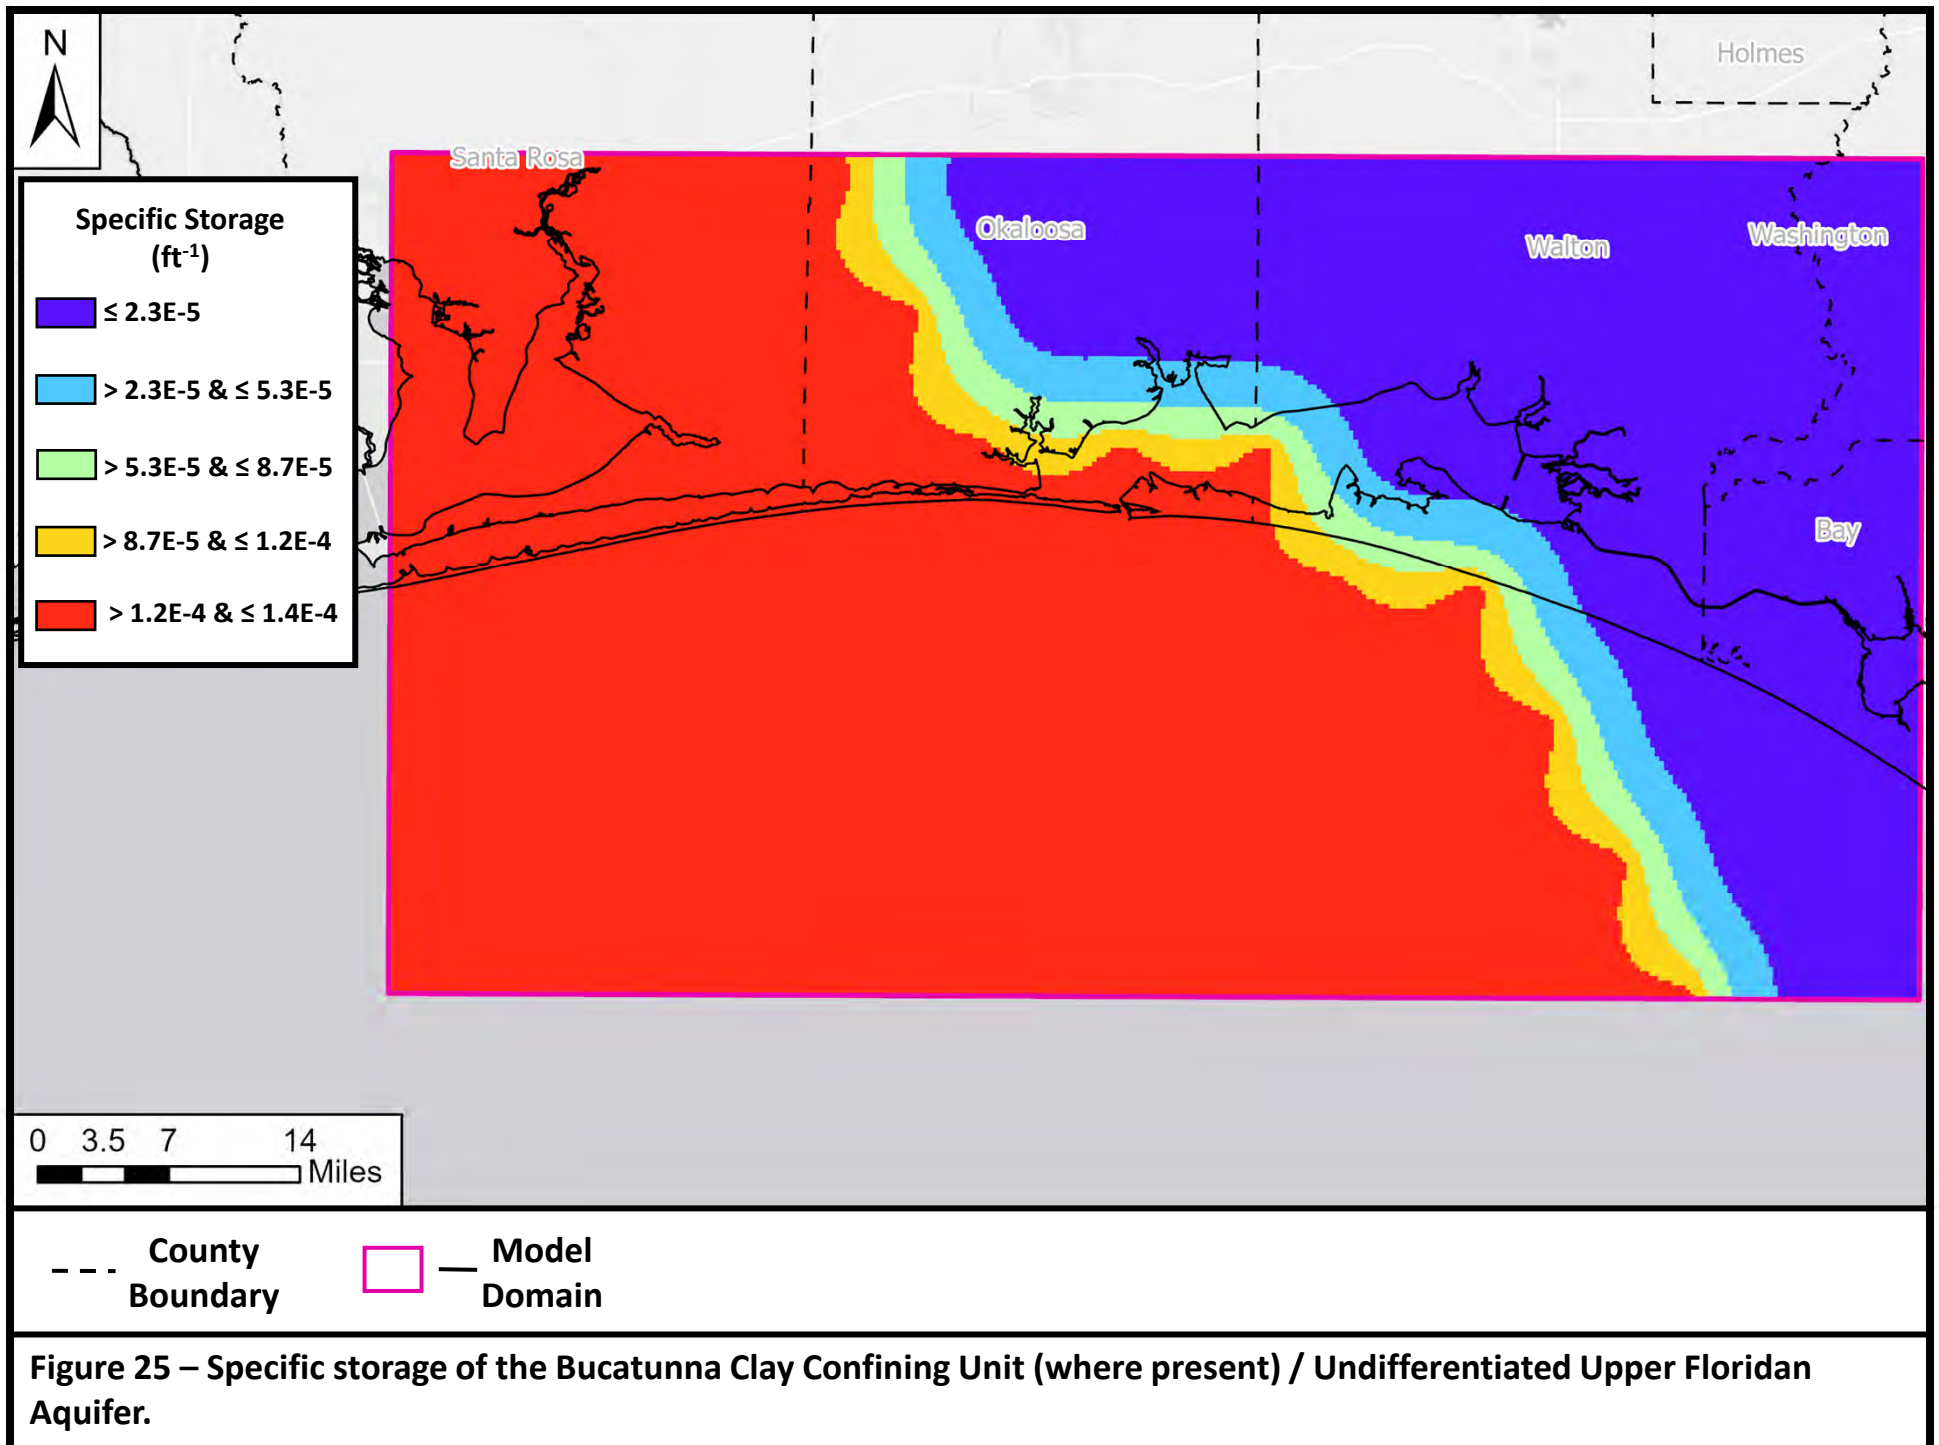 N
Holmes
Santa Rosa
Okaloosa
Walton
Washington
Bay
Specific Storage
(ft⁻¹)
≤ 2.3E-5
> 2.3E-5 & ≤ 5.3E-5
> 5.3E-5 & ≤ 8.7E-5
> 8.7E-5 & ≤ 1.2E-4
> 1.2E-4 & ≤ 1.4E-4
0 3.5 7 14
Miles
County
Boundary
Model
Domain
Figure 25 – Specific storage of the Bucatunna Clay Confining Unit (where present) / Undifferentiated Upper Floridan
Aquifer.